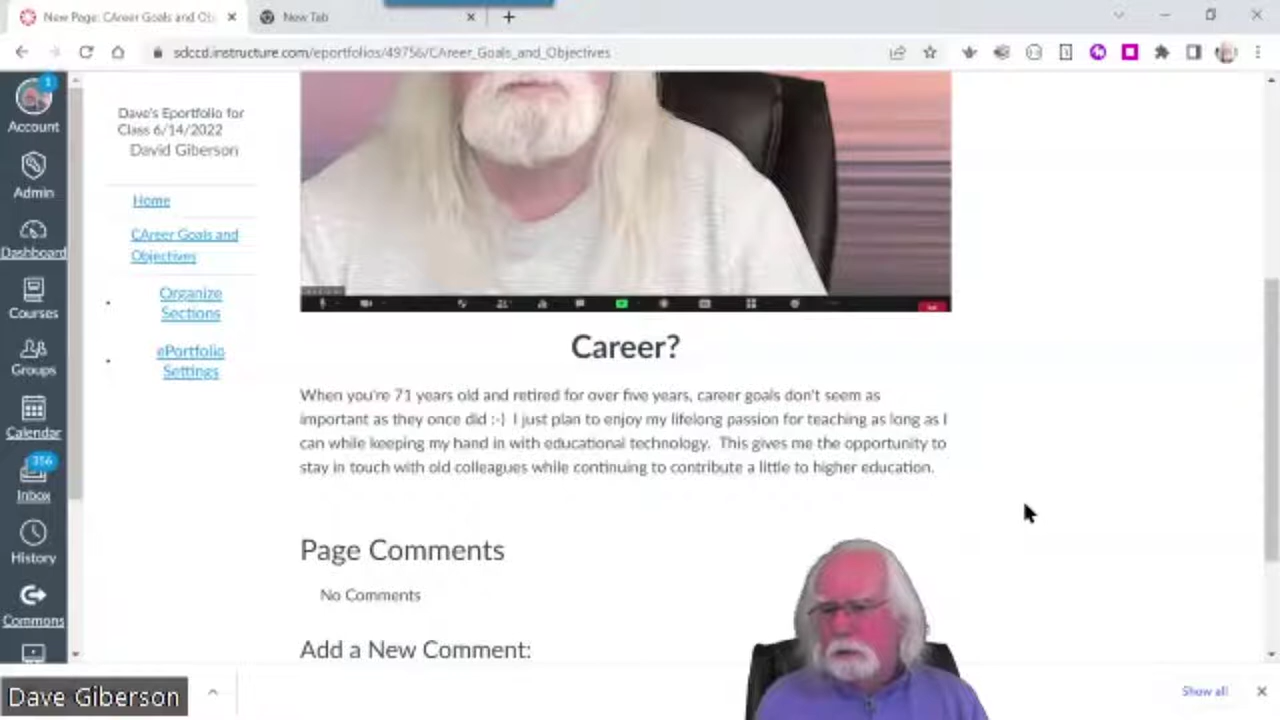 New Page: CAreer Goals and Ob
New Tab
sdccd.instructure.com/eportfolios/49756/CAreer_Goals_and_Objectives
1
Account
Admin
Dashboard
Courses
Groups
Calendar
356
Inbox
History
Commons
Dave's Eportfolio for
Class 6/14/2022
David Giberson
Home
CAreer Goals and
Objectives
Organize
Sections
ePortfolio
Settings
Career?
When you're 71 years old and retired for over five years, career goals don't seem as
important as they once did :-) I just plan to enjoy my lifelong passion for teaching as long as I
can while keeping my hand in with educational technology. This gives me the opportunity to
stay in touch with old colleagues while continuing to contribute a little to higher education.
Page Comments
No Comments
Add a New Comment:
Dave Giberson
Show all